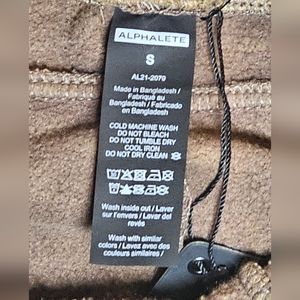 ALPHALETE
S
AL21-2079
Made in Bangladesh /
Fabriqué au
Bangladesh / Fabricado
en Bangladesh
COLD MACHINE WASH
DO NOT BLEACH
DO NOT TUMBLE DRY
COOL IRON
DO NOT DRY CLEAN
Wash inside out / Laver
sur l'envers / Lavar del
revés
Wash with similar
colors / Lavez avec des
couleurs similaires /